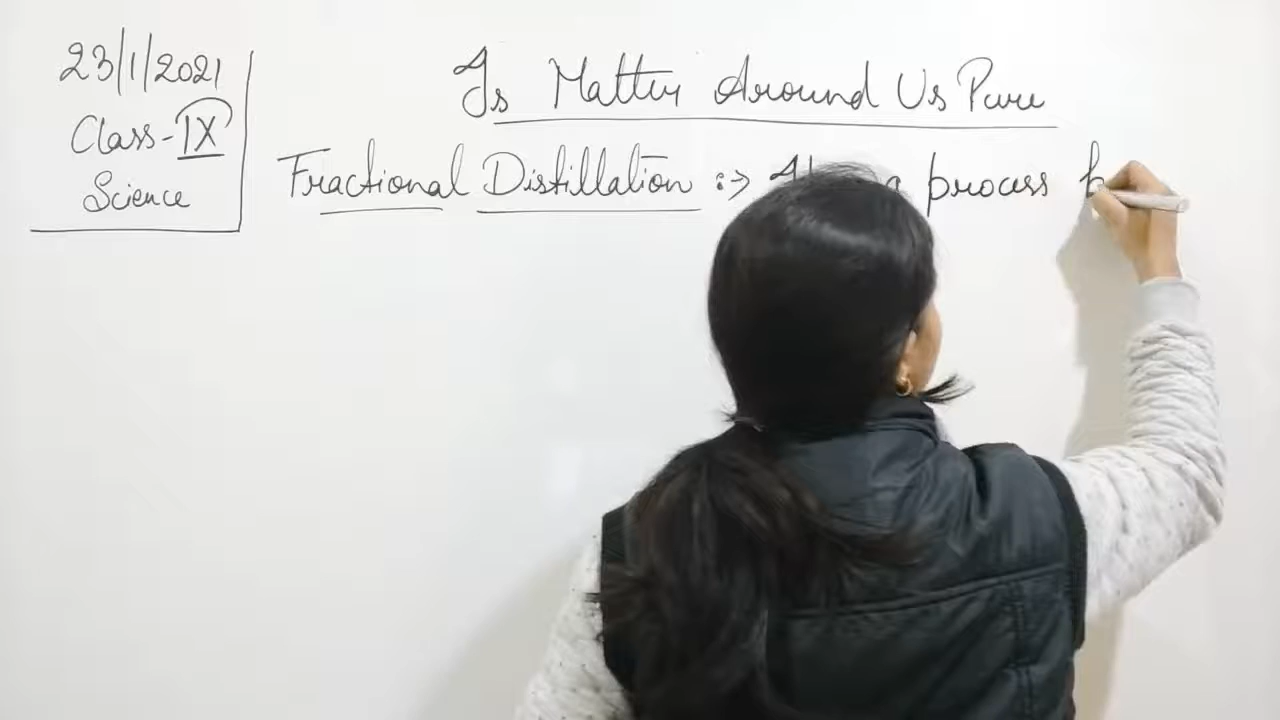 23/1/2021
Class-IX
Science
Is Matter Around Us Pure
Fractional Distillation :→ process